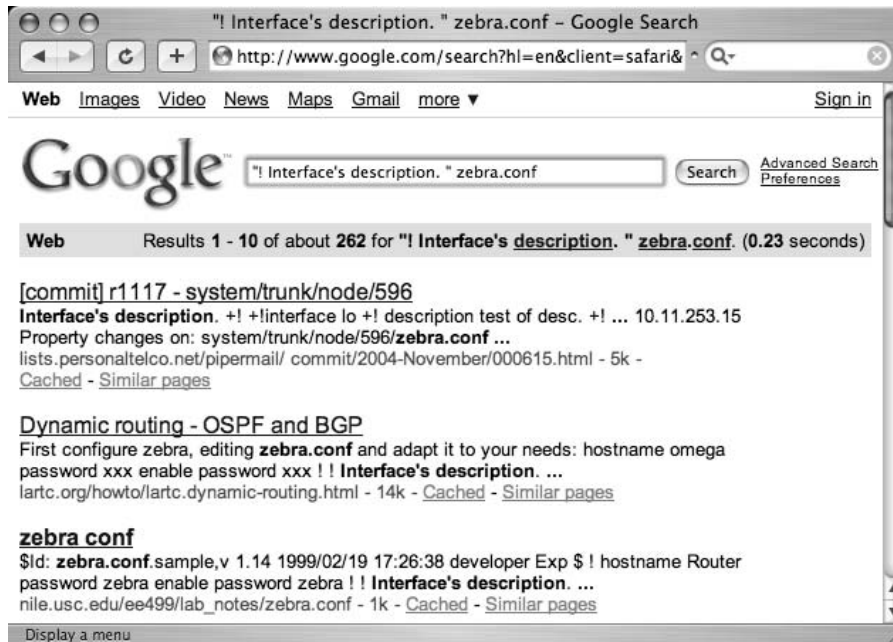 "! Interface's description. " zebra.conf – Google Search
http://www.google.com/search?hl=en&client=safari&
Web Images Video News Maps Gmail more ▼ Sign in
Google™ "! Interface's description. " zebra.conf Search Advanced Search
Preferences
Web Results 1 - 10 of about 262 for "! Interface's description. " zebra.conf. (0.23 seconds)
[commit] r1117 - system/trunk/node/596
Interface's description. +! +!interface lo +! description test of desc. +! ... 10.11.253.15
Property changes on: system/trunk/node/596/zebra.conf ...
lists.personaltelco.net/pipermail/ commit/2004-November/000615.html - 5k -
Cached - Similar pages
Dynamic routing - OSPF and BGP
First configure zebra, editing zebra.conf and adapt it to your needs: hostname omega
password xxx enable password xxx ! ! Interface's description. ...
lartc.org/howto/lartc.dynamic-routing.html - 14k - Cached - Similar pages
zebra conf
$Id: zebra.conf.sample,v 1.14 1999/02/19 17:26:38 developer Exp $ ! hostname Router
password zebra enable password zebra ! ! Interface's description. ...
nile.usc.edu/ee499/lab_notes/zebra.conf - 1k - Cached - Similar pages
Display a menu